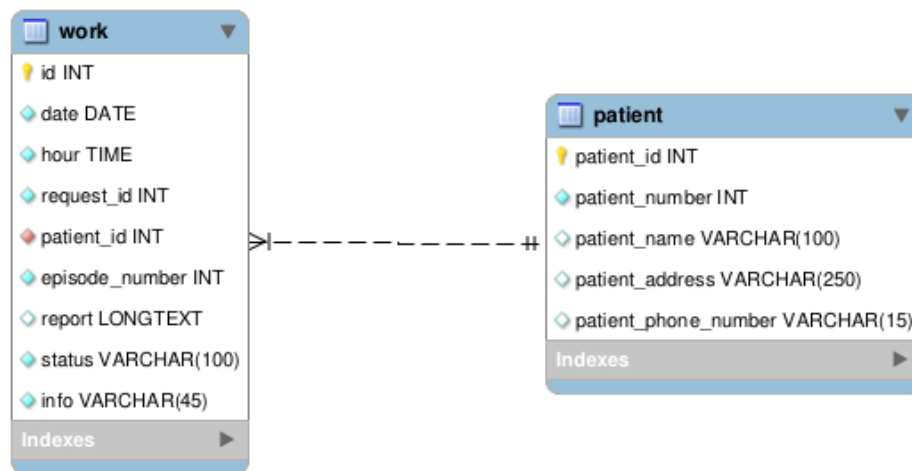 work
id INT
date DATE
hour TIME
request_id INT
patient_id INT
episode_number INT
report LONGTEXT
status VARCHAR(100)
info VARCHAR(45)
Indexes
patient
patient_id INT
patient_number INT
patient_name VARCHAR(100)
patient_address VARCHAR(250)
patient_phone_number VARCHAR(15)
Indexes